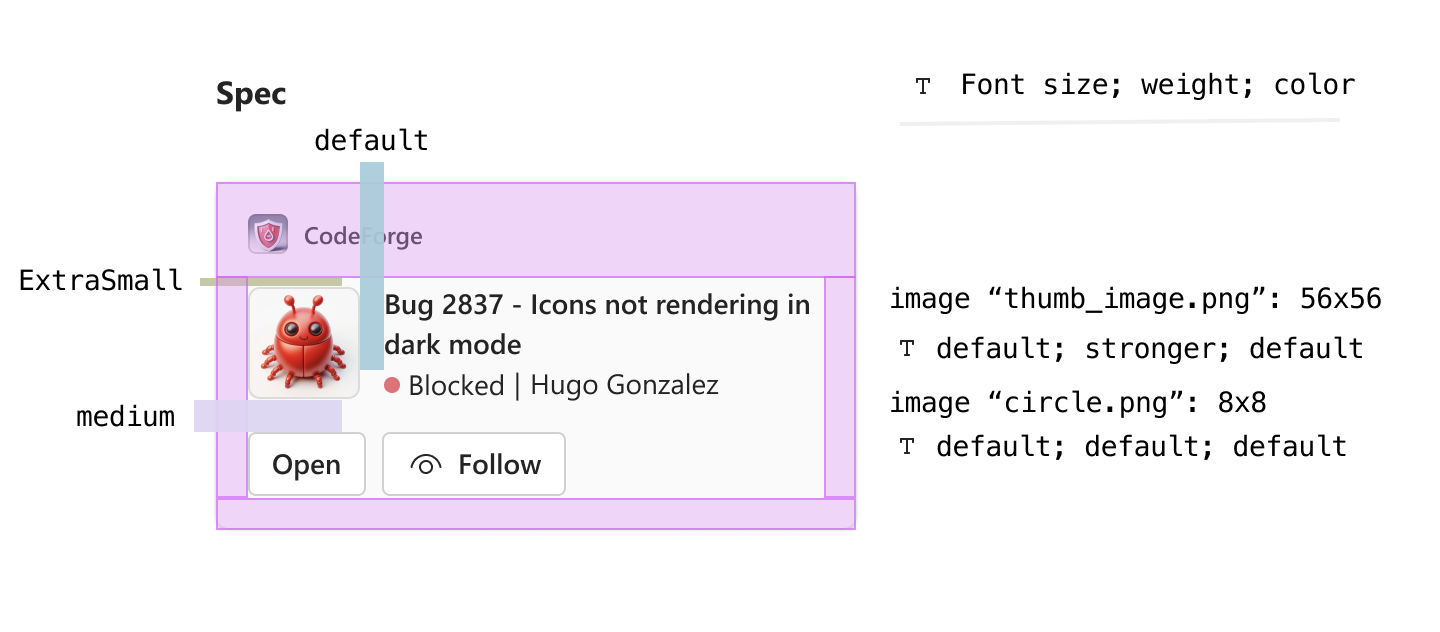 Spec
T Font size; weight; color
default
CodeForge
ExtraSmall
Bug 2837 - Icons not rendering in
dark mode
Blocked | Hugo Gonzalez
medium
Open
Follow
image “thumb_image.png”: 56x56
T default; stronger; default
image “circle.png”: 8x8
T default; default; default